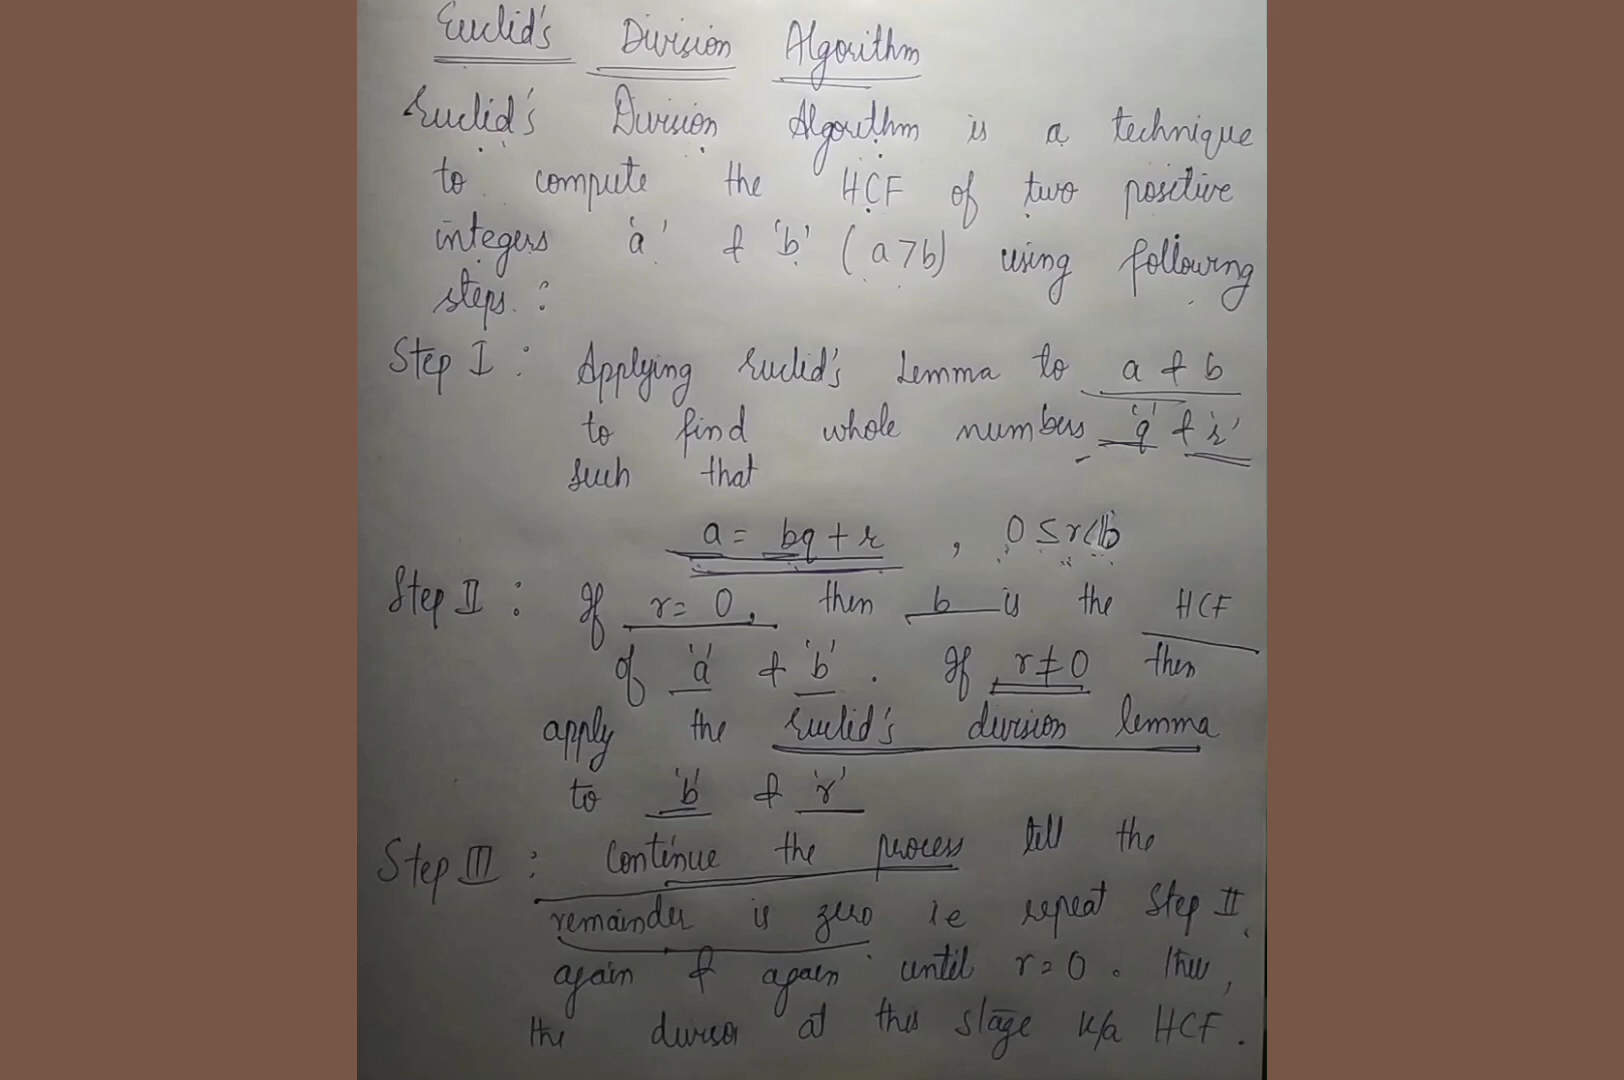 Euclid's Division Algorithm
Euclid's Division Algorithm is a technique
to compute the HCF of two positive
integers 'a' & 'b' (a>b) using following
steps :
Step I : Applying Euclid's Lemma to a & b
to find whole numbers 'q' & 'r'
such that
a = bq + r , 0 ≤ r < b
Step II : If r = 0, then b is the HCF
of 'a' & 'b' . If r ≠ 0 then
apply the Euclid's division lemma
to 'b' & 'r'
Step III : Continue the process till the
remainder is zero ie repeat Step II
again & again until r = 0 . Thus,
the divisor at this stage k/a HCF .